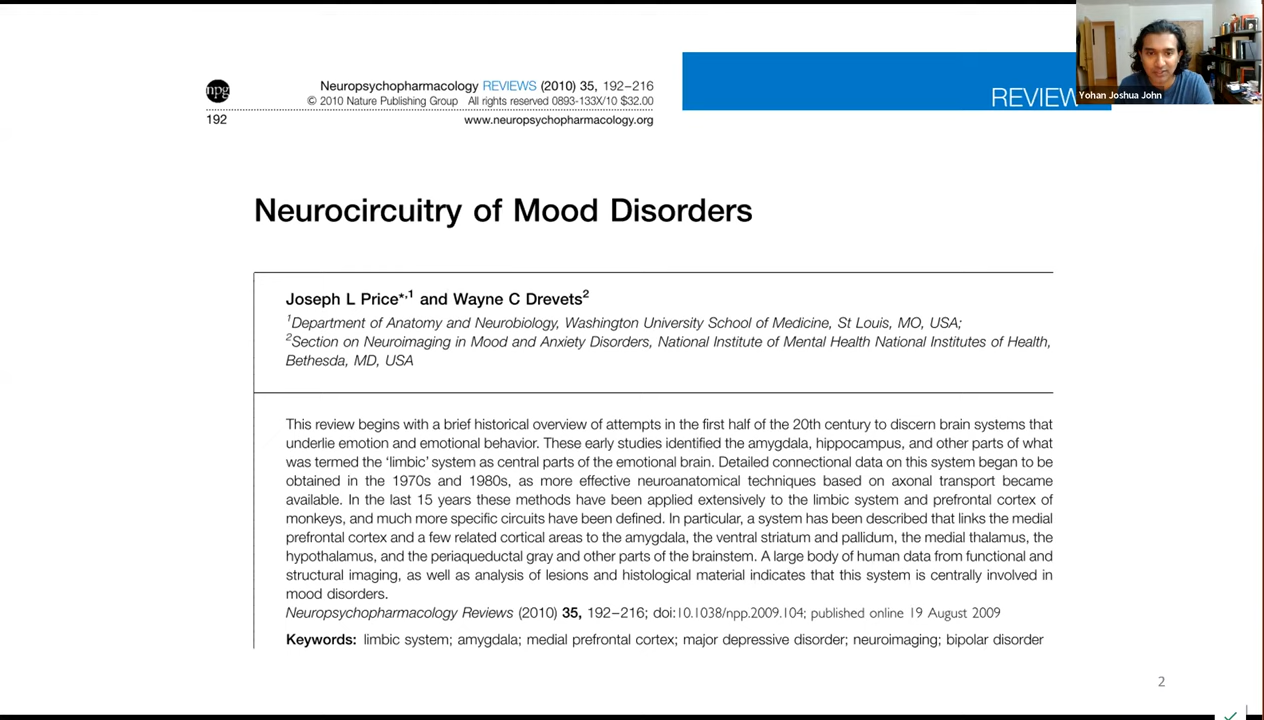 npg
Neuropsychopharmacology REVIEWS (2010) 35, 192–216
© 2010 Nature Publishing Group All rights reserved 0893-133X/10 $32.00
192
www.neuropsychopharmacology.org
REVIEW
Yohan Joshua John
Neurocircuitry of Mood Disorders
Joseph L Price*,1 and Wayne C Drevets2
1Department of Anatomy and Neurobiology, Washington University School of Medicine, St Louis, MO, USA;
2Section on Neuroimaging in Mood and Anxiety Disorders, National Institute of Mental Health National Institutes of Health,
Bethesda, MD, USA
This review begins with a brief historical overview of attempts in the first half of the 20th century to discern brain systems that
underlie emotion and emotional behavior. These early studies identified the amygdala, hippocampus, and other parts of what
was termed the ‘limbic’ system as central parts of the emotional brain. Detailed connectional data on this system began to be
obtained in the 1970s and 1980s, as more effective neuroanatomical techniques based on axonal transport became
available. In the last 15 years these methods have been applied extensively to the limbic system and prefrontal cortex of
monkeys, and much more specific circuits have been defined. In particular, a system has been described that links the medial
prefrontal cortex and a few related cortical areas to the amygdala, the ventral striatum and pallidum, the medial thalamus, the
hypothalamus, and the periaqueductal gray and other parts of the brainstem. A large body of human data from functional and
structural imaging, as well as analysis of lesions and histological material indicates that this system is centrally involved in
mood disorders.
Neuropsychopharmacology Reviews (2010) 35, 192–216; doi:10.1038/npp.2009.104; published online 19 August 2009
Keywords: limbic system; amygdala; medial prefrontal cortex; major depressive disorder; neuroimaging; bipolar disorder
2